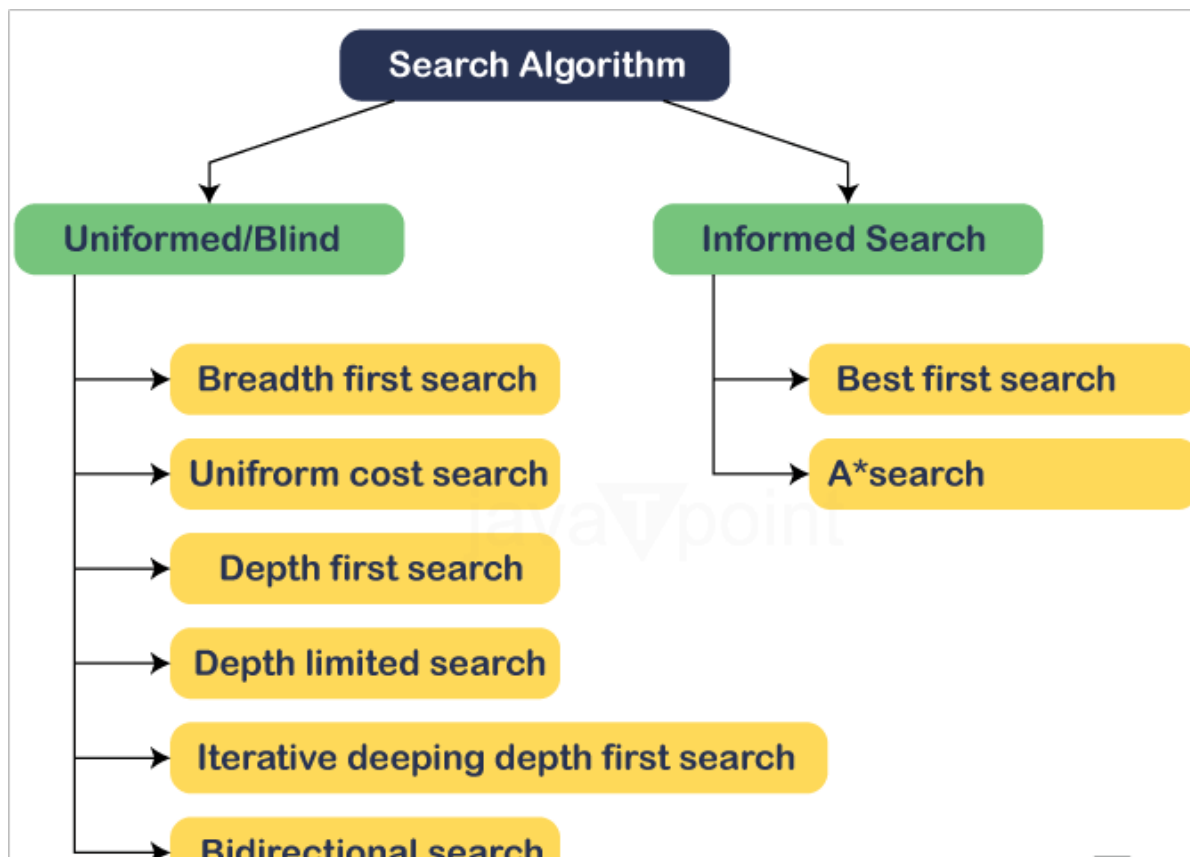 Search Algorithm
Uniformed/Blind
Informed Search
Breadth first search
Best first search
Unifrorm cost search
A*search
javaTpoint
Depth first search
Depth limited search
Iterative deeping depth first search
Bidirectional search